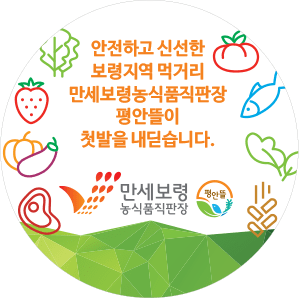 안전하고 신선한
보령지역 먹거리
만세보령농식품직판장
평안뜰이
첫발을 내딛습니다.
만세보령
농식품직판장
평안뜰